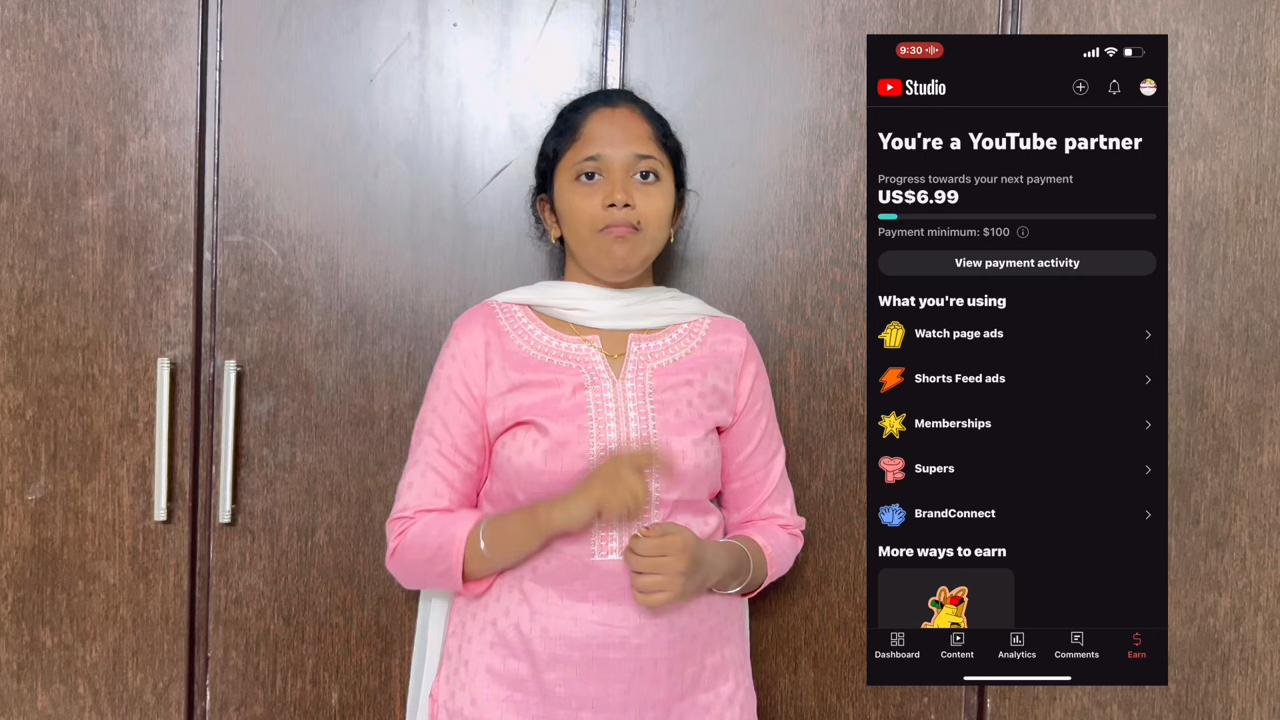 9:30
Studio
You're a YouTube partner
Progress towards your next payment
US$6.99
Payment minimum: $100
View payment activity
What you're using
Watch page ads
Shorts Feed ads
Memberships
Supers
BrandConnect
More ways to earn
Dashboard Content Analytics Comments Earn